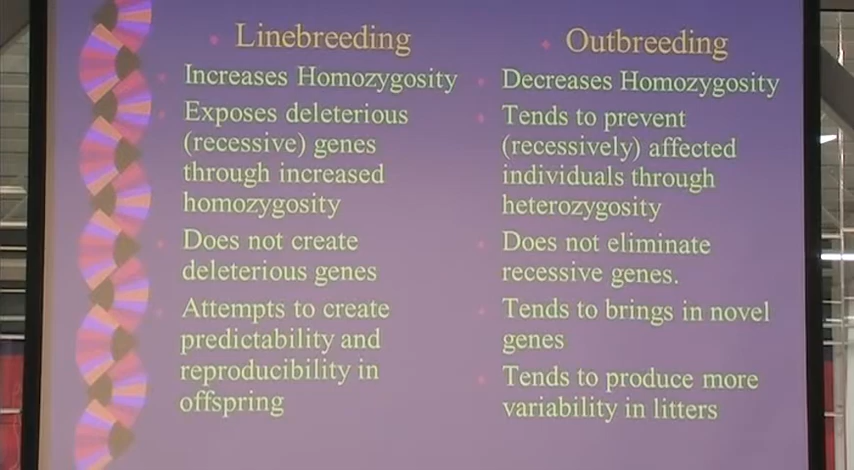 Linebreeding
Increases Homozygosity
Exposes deleterious
(recessive) genes
through increased
homozygosity
Does not create
deleterious genes
Attempts to create
predictability and
reproducibility in
offspring
Outbreeding
Decreases Homozygosity
Tends to prevent
(recessively) affected
individuals through
heterozygosity
Does not eliminate
recessive genes.
Tends to brings in novel
genes
Tends to produce more
variability in litters